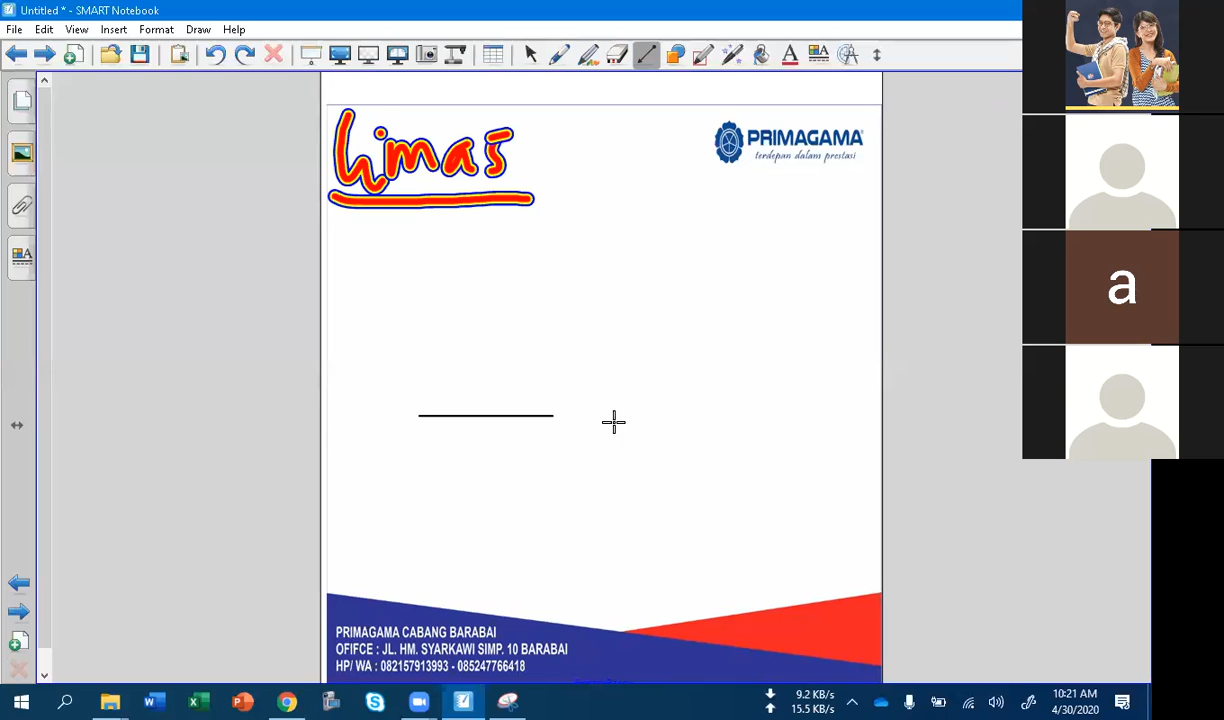 Untitled * - SMART Notebook
File Edit View Insert Format Draw Help
Limas
PRIMAGAMA
terdepan dalam prestasi
a
PRIMAGAMA CABANG BARABAI
OFIFCE : JL. HM. SYARKAWI SIMP. 10 BARABAI
HP/ WA : 082157913993 - 085247766418
9.2 KB/s
15.5 KB/s
10:21 AM
4/30/2020